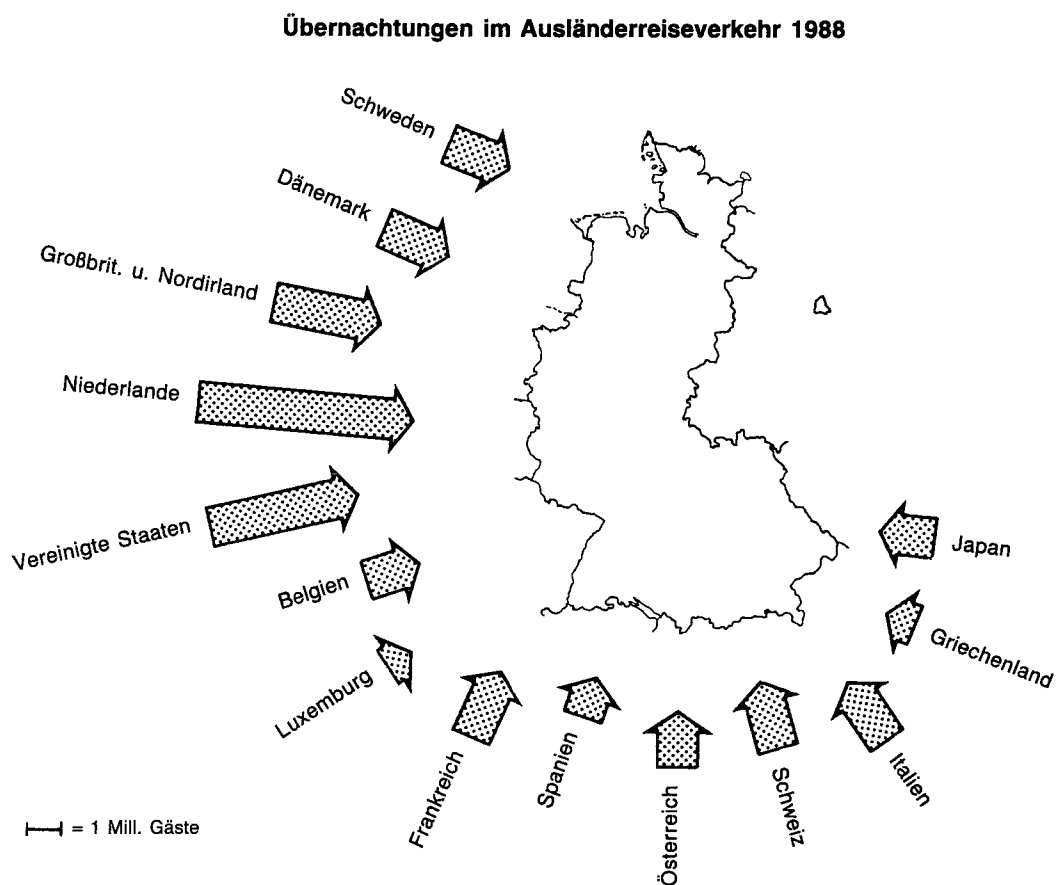 Übernachtungen im Ausländerreiseverkehr 1988
Schweden
Dänemark
Großbrit. u. Nordirland
Niederlande
Vereinigte Staaten
Belgien
Luxemburg
Frankreich
Spanien
Österreich
Schweiz
Italien
Griechenland
Japan
= 1 Mill. Gäste